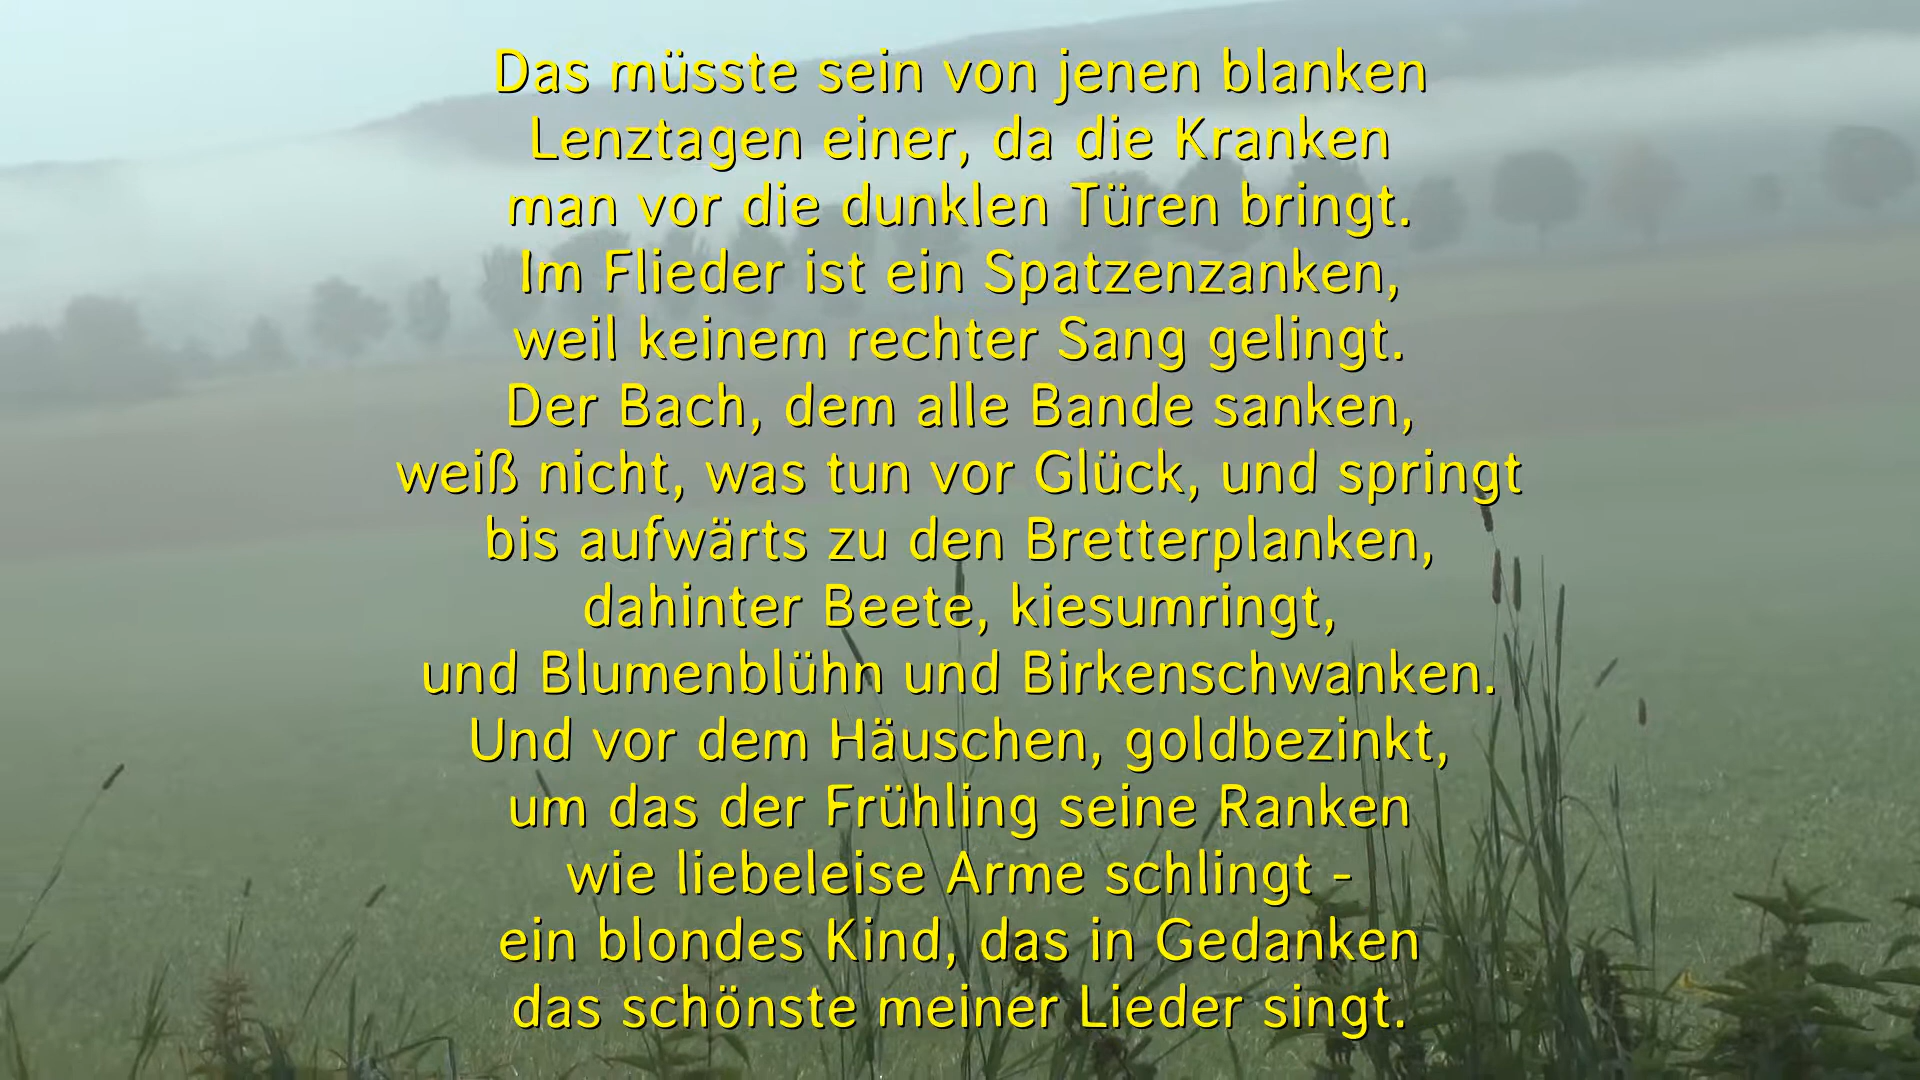 Das müsste sein von jenen blanken
Lenztagen einer, da die Kranken
man vor die dunklen Türen bringt.
Im Flieder ist ein Spatzenzanken,
weil keinem rechter Sang gelingt.
Der Bach, dem alle Bande sanken,
weiß nicht, was tun vor Glück, und springt
bis aufwärts zu den Bretterplanken,
dahinter Beete, kiesumringt,
und Blumenblühn und Birkenschwanken.
Und vor dem Häuschen, goldbezinkt,
um das der Frühling seine Ranken
wie liebeleise Arme schlingt -
ein blondes Kind, das in Gedanken
das schönste meiner Lieder singt.